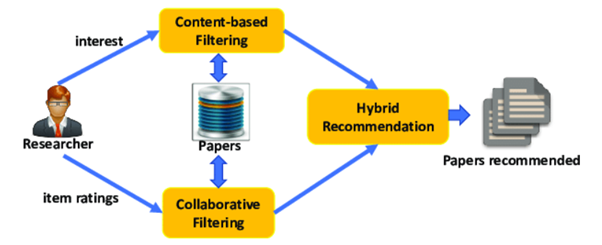 Content-based
Filtering
interest
Researcher
Papers
Hybrid
Recommendation
Papers recommended
item ratings
Collaborative
Filtering